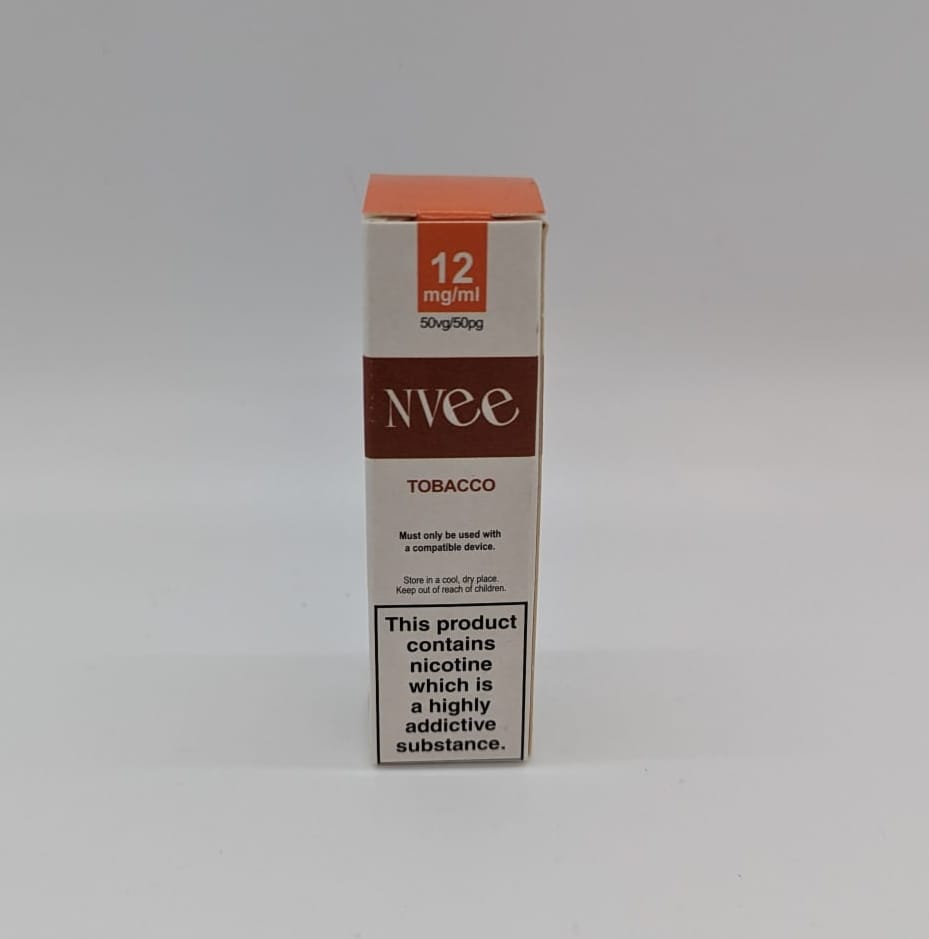 12
mg/ml
50vg/50pg
Nvee
TOBACCO
Must only be used with
a compatible device.
Store in a cool, dry place.
Keep out of reach of children.
This product
contains
nicotine
which is
a highly
addictive
substance.